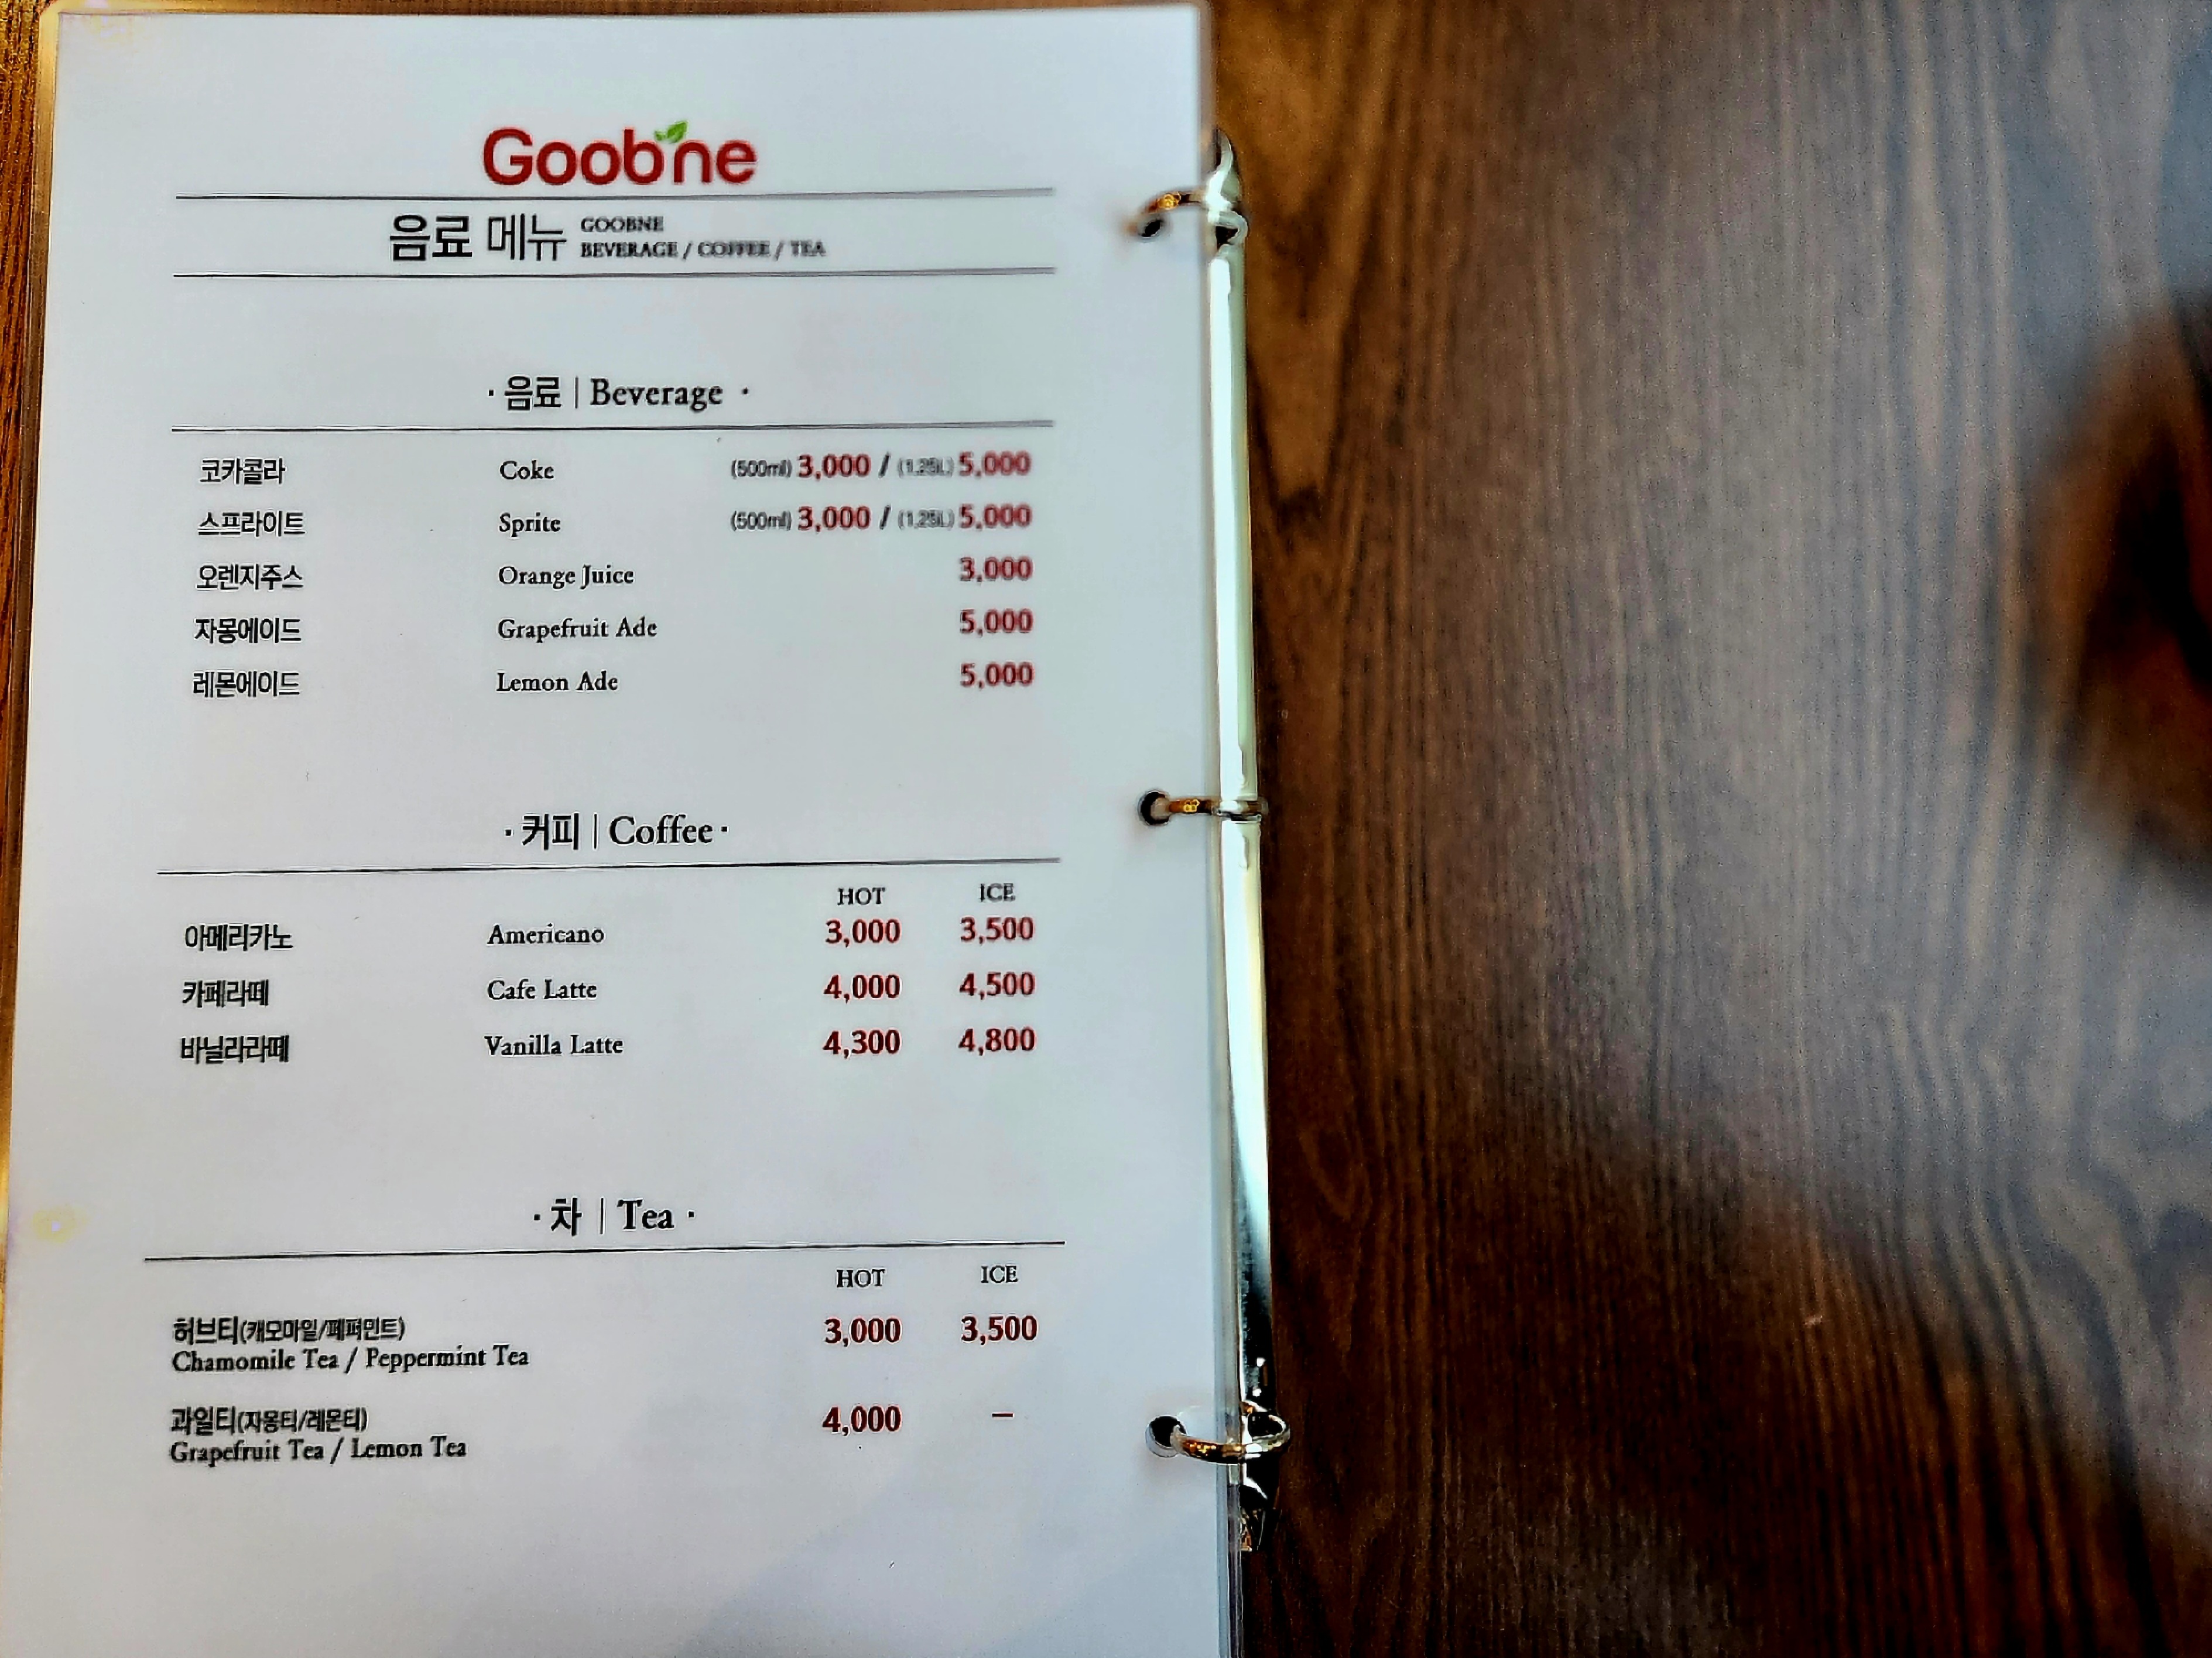 Goobne
음료 메뉴 GOOBNE
BEVERAGE / COFFEE / TEA
· 음료 | Beverage ·
코카콜라 Coke (500ml) 3,000 / (1.25L) 5,000
스프라이트 Sprite (500ml) 3,000 / (1.25L) 5,000
오렌지주스 Orange Juice 3,000
자몽에이드 Grapefruit Ade 5,000
레몬에이드 Lemon Ade 5,000
· 커피 | Coffee ·
HOT ICE
아메리카노 Americano 3,000 3,500
카페라떼 Cafe Latte 4,000 4,500
바닐라라떼 Vanilla Latte 4,300 4,800
· 차 | Tea ·
HOT ICE
허브티(캐모마일/페퍼민트) 3,000 3,500
Chamomile Tea / Peppermint Tea
과일티(자몽티/레몬티) 4,000 –
Grapefruit Tea / Lemon Tea